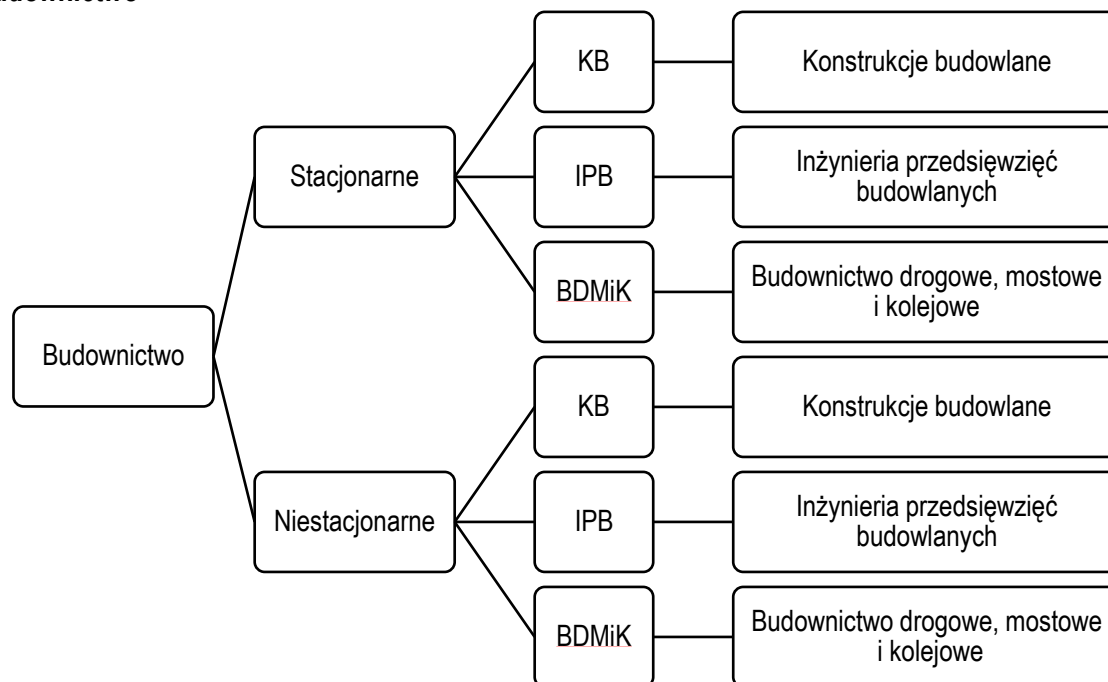 KB
Konstrukcje budowlane
Stacjonarne
IPB
Inżynieria przedsięwzięć
budowlanych
BDMiK
Budownictwo drogowe, mostowe
i kolejowe
Budownictwo
KB
Konstrukcje budowlane
Niestacjonarne
IPB
Inżynieria przedsięwzięć
budowlanych
BDMiK
Budownictwo drogowe, mostowe
i kolejowe